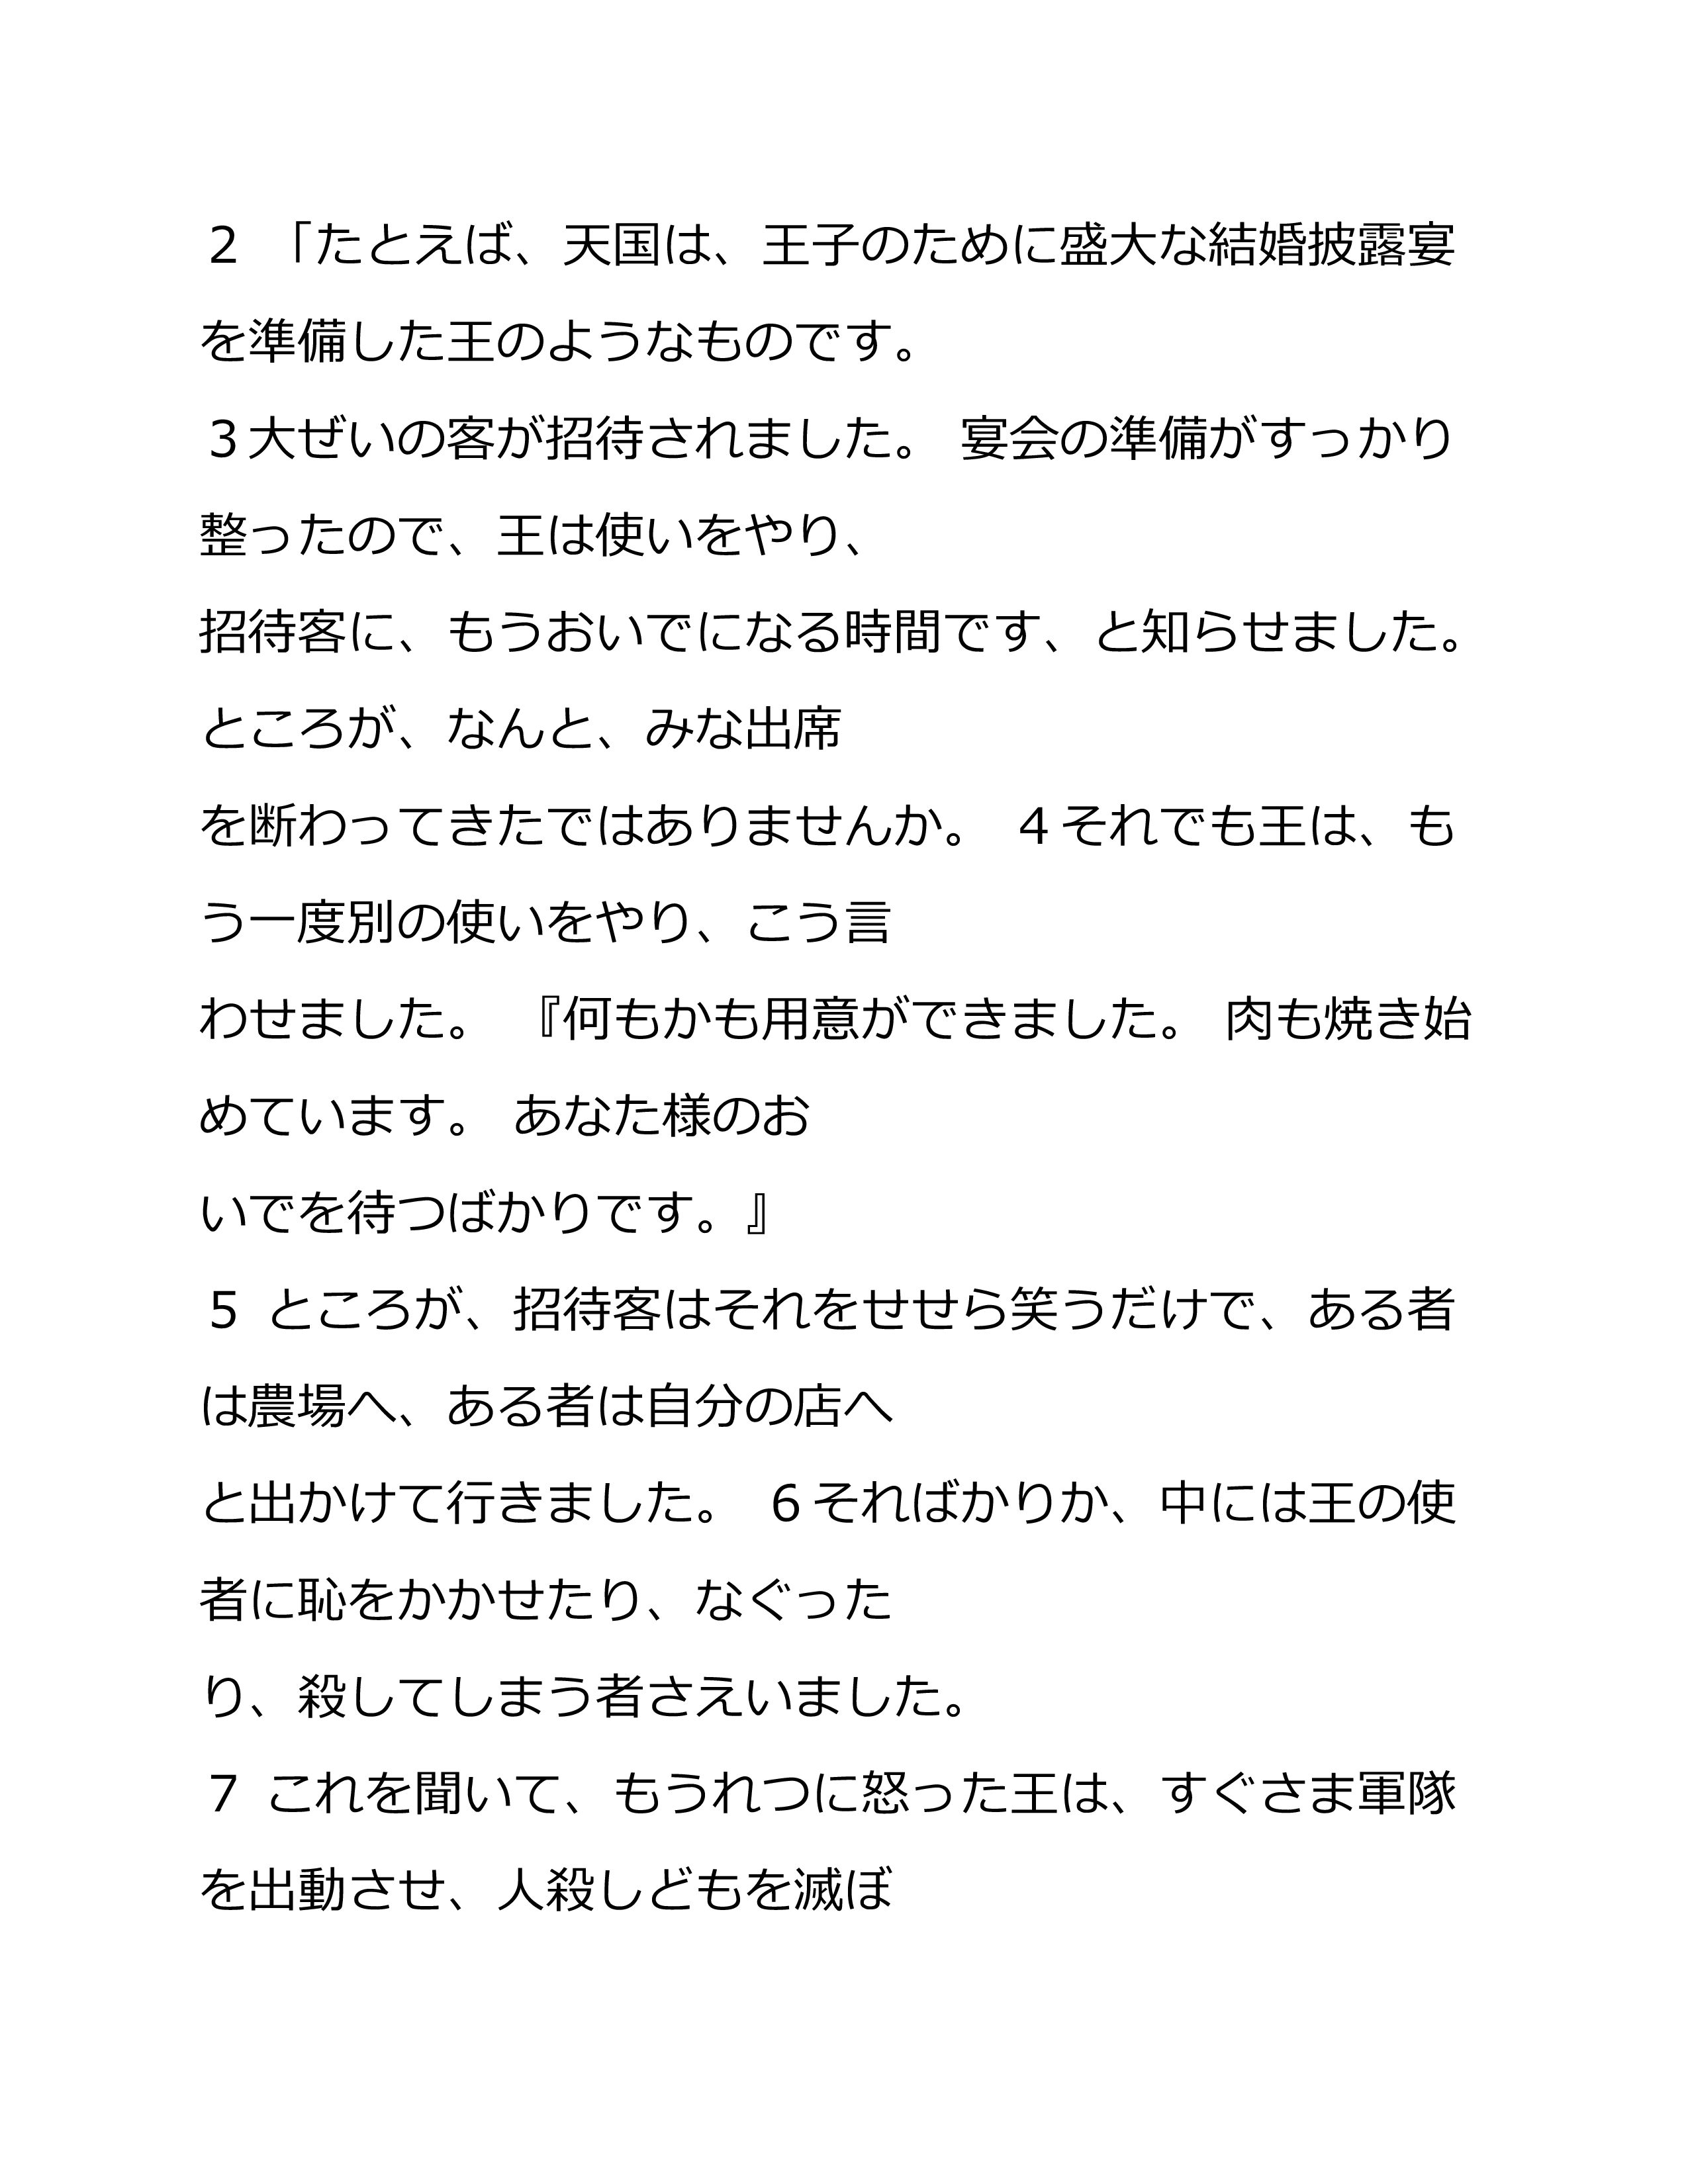 ２ 「たとえば、天国は、王子のために盛大な結婚披露宴
を準備した王のようなものです。
３大ぜいの客が招待されました。 宴会の準備がすっかり
整ったので、王は使いをやり、
招待客に、もうおいでになる時間です、と知らせました。
ところが、なんと、みな出席
を断わってきたではありませんか。 ４それでも王は、も
う一度別の使いをやり、こう言
わせました。 『何もかも用意ができました。 肉も焼き始
めています。 あなた様のお
いでを待つばかりです。』
５ ところが、招待客はそれをせせら笑うだけで、ある者
は農場へ、ある者は自分の店へ
と出かけて行きました。 ６そればかりか、中には王の使
者に恥をかかせたり、なぐった
り、殺してしまう者さえいました。
７ これを聞いて、もうれつに怒った王は、すぐさま軍隊
を出動させ、人殺しどもを滅ぼ